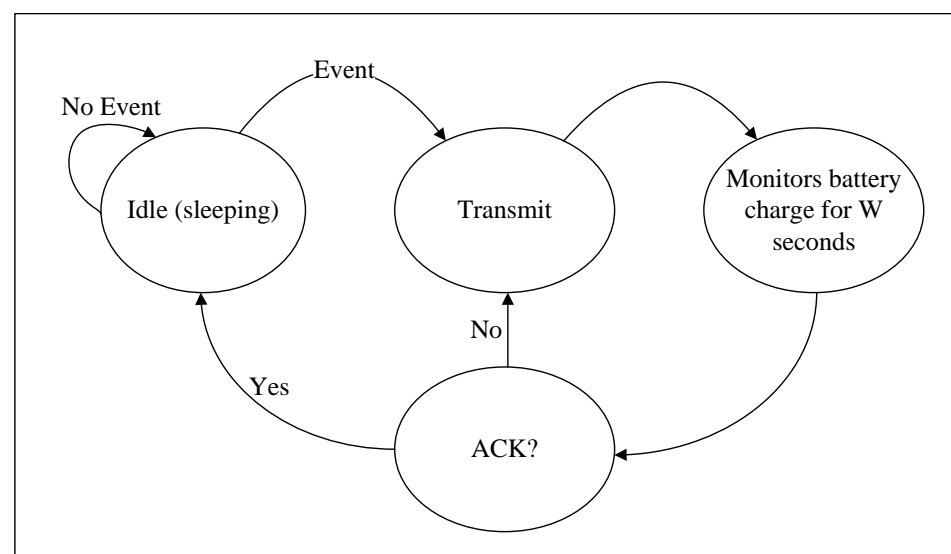 Event
No Event
Idle (sleeping)
Transmit
Monitors battery
charge for W
seconds
No
Yes
ACK?